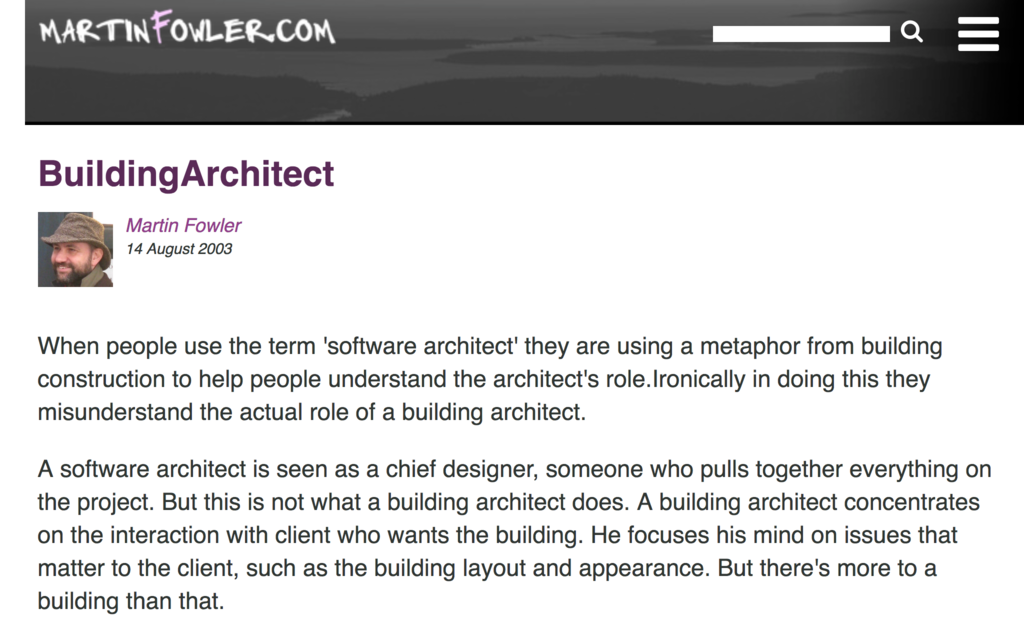 MARTINFOWLER.COM
BuildingArchitect
Martin Fowler
14 August 2003
When people use the term 'software architect' they are using a metaphor from building
construction to help people understand the architect's role.Ironically in doing this they
misunderstand the actual role of a building architect.
A software architect is seen as a chief designer, someone who pulls together everything on
the project. But this is not what a building architect does. A building architect concentrates
on the interaction with client who wants the building. He focuses his mind on issues that
matter to the client, such as the building layout and appearance. But there's more to a
building than that.